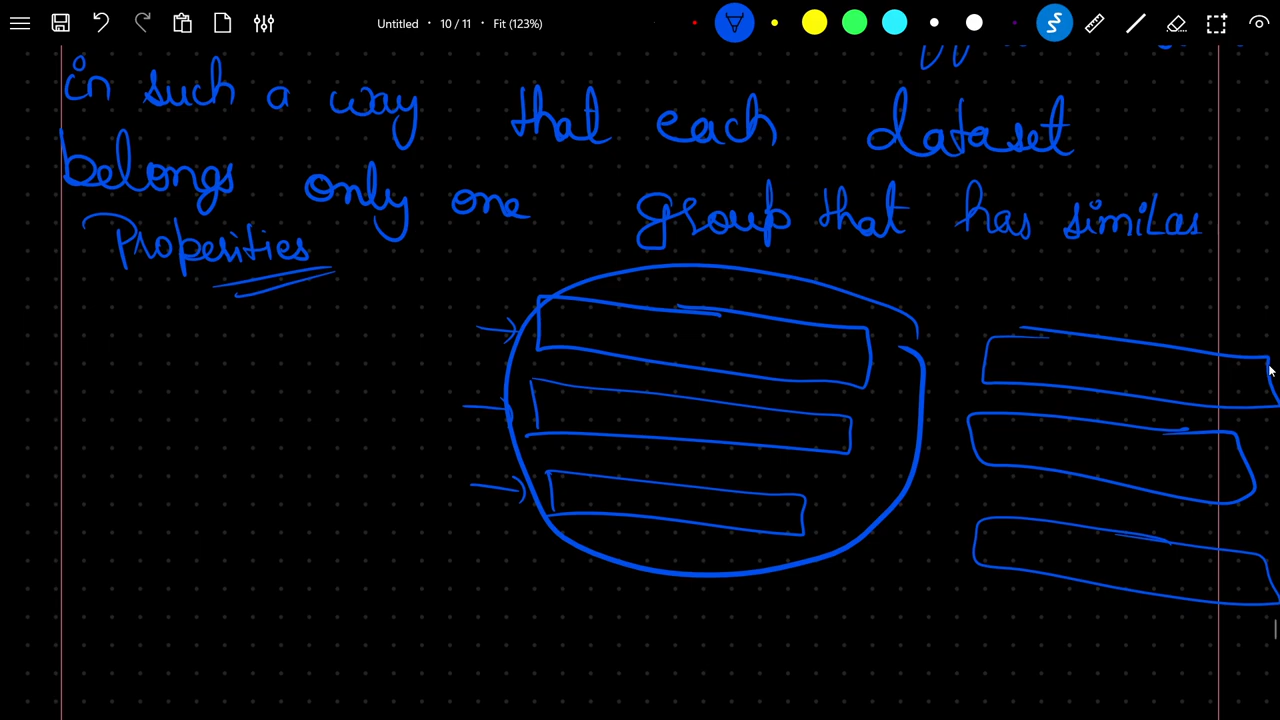 Untitled • 10 / 11 • Fit (123%)
in such a way that each dataset
belongs only one group that has similar
Properities